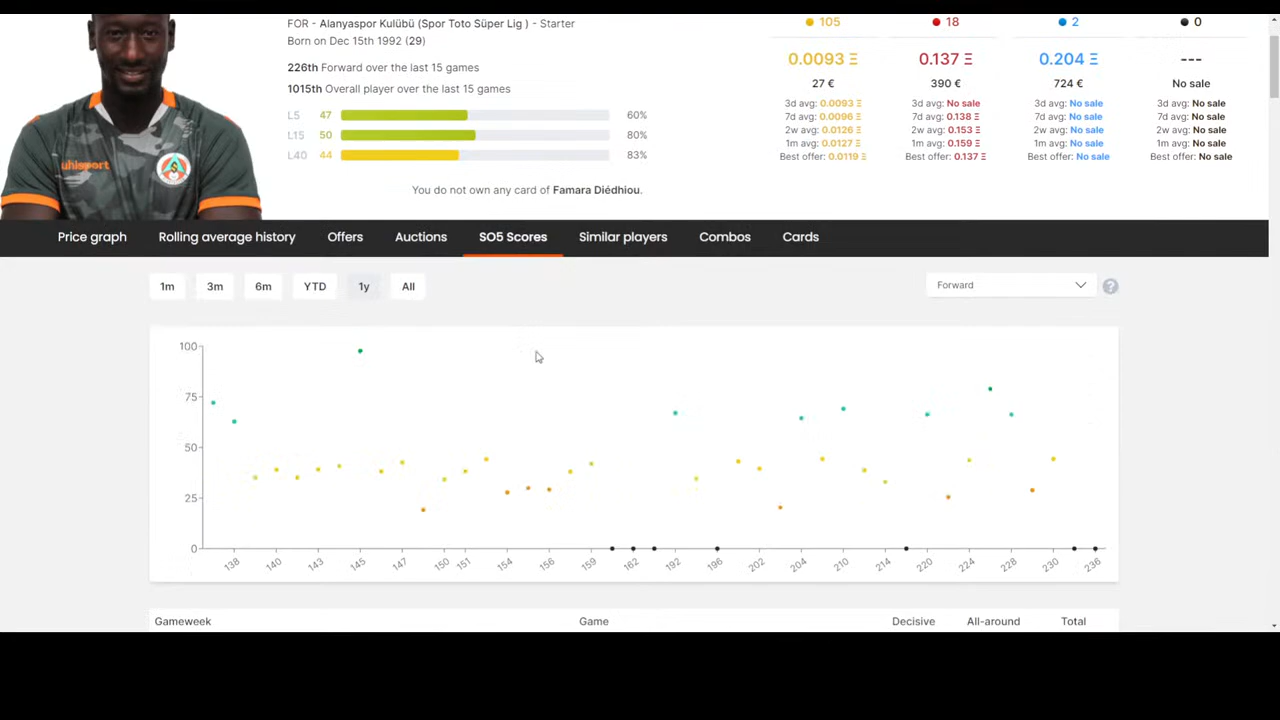 FOR - Alanyaspor Kulübü (Spor Toto Süper Lig ) - Starter
Born on Dec 15th 1992 (29)
226th Forward over the last 15 games
1015th Overall player over the last 15 games
L5 47 60%
L15 50 80%
L40 44 83%
You do not own any card of Famara Diédhiou.
105 18 2 0
0.0093 Ξ 0.137 Ξ 0.204 Ξ ---
27 € 390 € 724 € No sale
3d avg: 0.0093 Ξ 3d avg: No sale 3d avg: No sale 3d avg: No sale
7d avg: 0.0096 Ξ 7d avg: 0.138 Ξ 7d avg: No sale 7d avg: No sale
2w avg: 0.0126 Ξ 2w avg: 0.153 Ξ 2w avg: No sale 2w avg: No sale
1m avg: 0.0127 Ξ 1m avg: 0.159 Ξ 1m avg: No sale 1m avg: No sale
Best offer: 0.0119 Ξ Best offer: 0.137 Ξ Best offer: No sale Best offer: No sale
uhlsport
Price graph Rolling average history Offers Auctions SO5 Scores Similar players Combos Cards
1m 3m 6m YTD 1y All Forward ?
100
75
50
25
0
138 140 143 145 147 150 151 154 156 159 162 192 196 202 204 210 214 220 224 228 230 236
Gameweek Game Decisive All-around Total